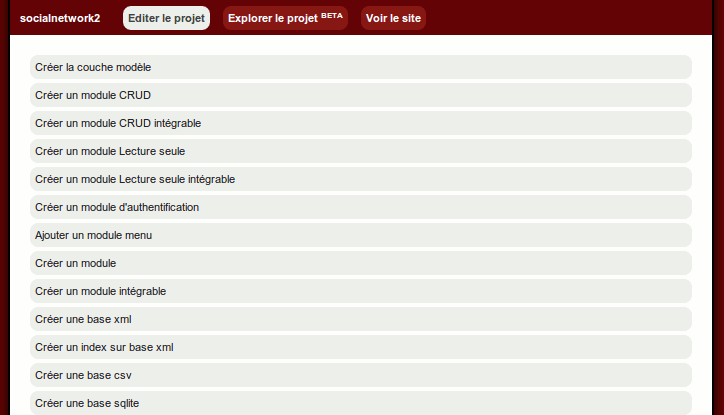 socialnetwork2 Editer le projet Explorer le projet BETA Voir le site
Créer la couche modèle
Créer un module CRUD
Créer un module CRUD intégrable
Créer un module Lecture seule
Créer un module Lecture seule intégrable
Créer un module d'authentification
Ajouter un module menu
Créer un module
Créer un module intégrable
Créer une base xml
Créer un index sur base xml
Créer une base csv
Créer une base sqlite